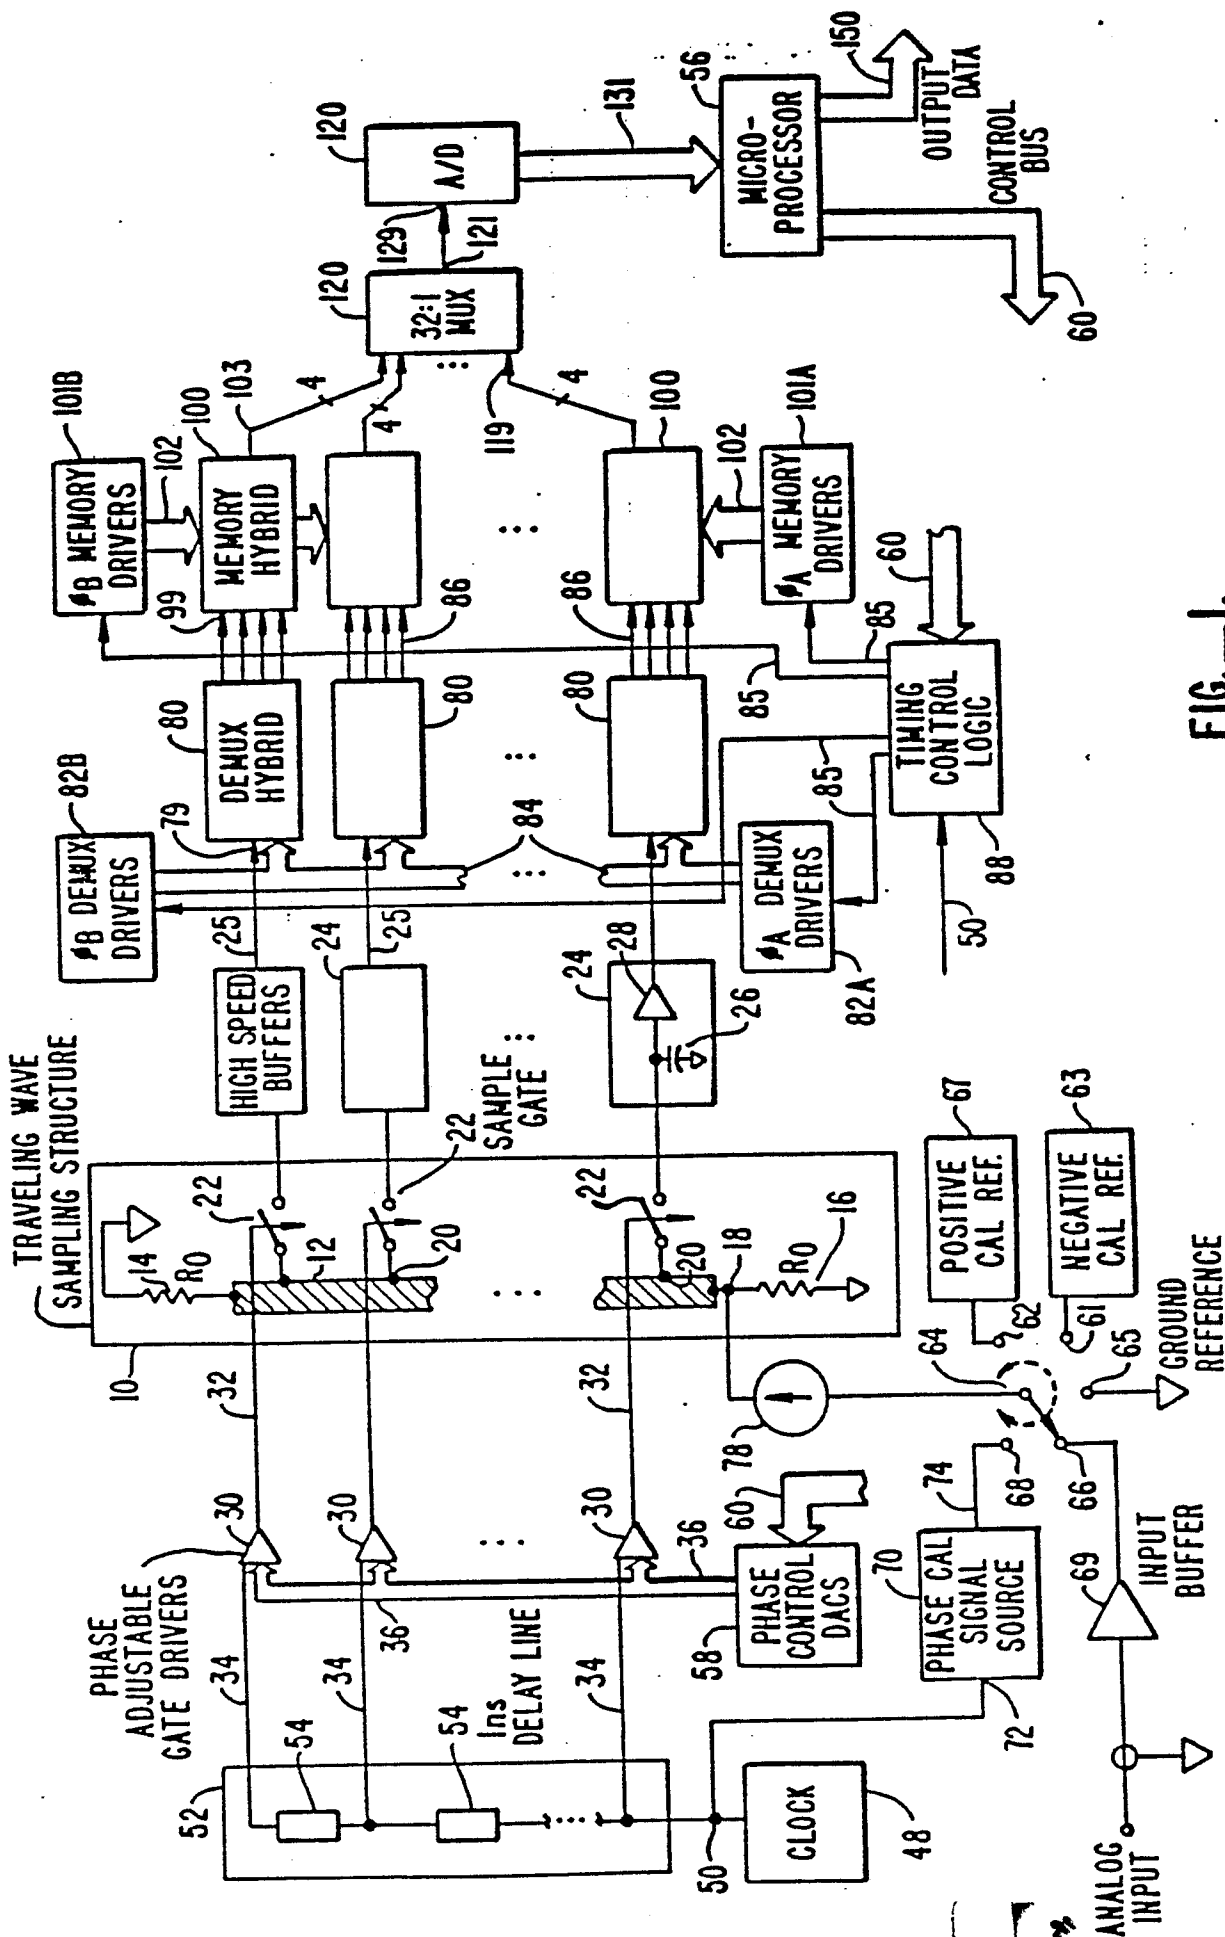 TRAVELING WAVE
SAMPLING STRUCTURE
PHASE
ADJUSTABLE
GATE DRIVERS
52
54
54
1ns
DELAY LINE
34
34
34
30
30
30
36
36
32
32
10
14
R0
12
22
22
SAMPLE
GATE
22
20
20
18
R0
16
HIGH SPEED
BUFFERS
25
24
25
24
28
26
82B
ØB DEMUX
DRIVERS
79
80
DEMUX
HYBRID
80
80
84
ØA DEMUX
DRIVERS
82A
85
85
85
85
86
86
99
101B
ØB MEMORY
DRIVERS
102
100
MEMORY
HYBRID
103
100
102
101A
ØA MEMORY
DRIVERS
4
4
4
119
120
32:1
MUX
121
129
120
A/D
131
56
MICRO-
PROCESSOR
150
OUTPUT
DATA
CONTROL
BUS
60
60
TIMING
CONTROL
LOGIC
88
50
CLOCK
48
50
58
PHASE
CONTROL
DACS
60
78
70
PHASE CAL
SIGNAL
SOURCE
72
74
68
66
64
62
61
65
67
POSITIVE
CAL REF.
63
NEGATIVE
CAL REF.
GROUND
REFERENCE
69
INPUT
BUFFER
ANALOG
INPUT
FIG.—1.